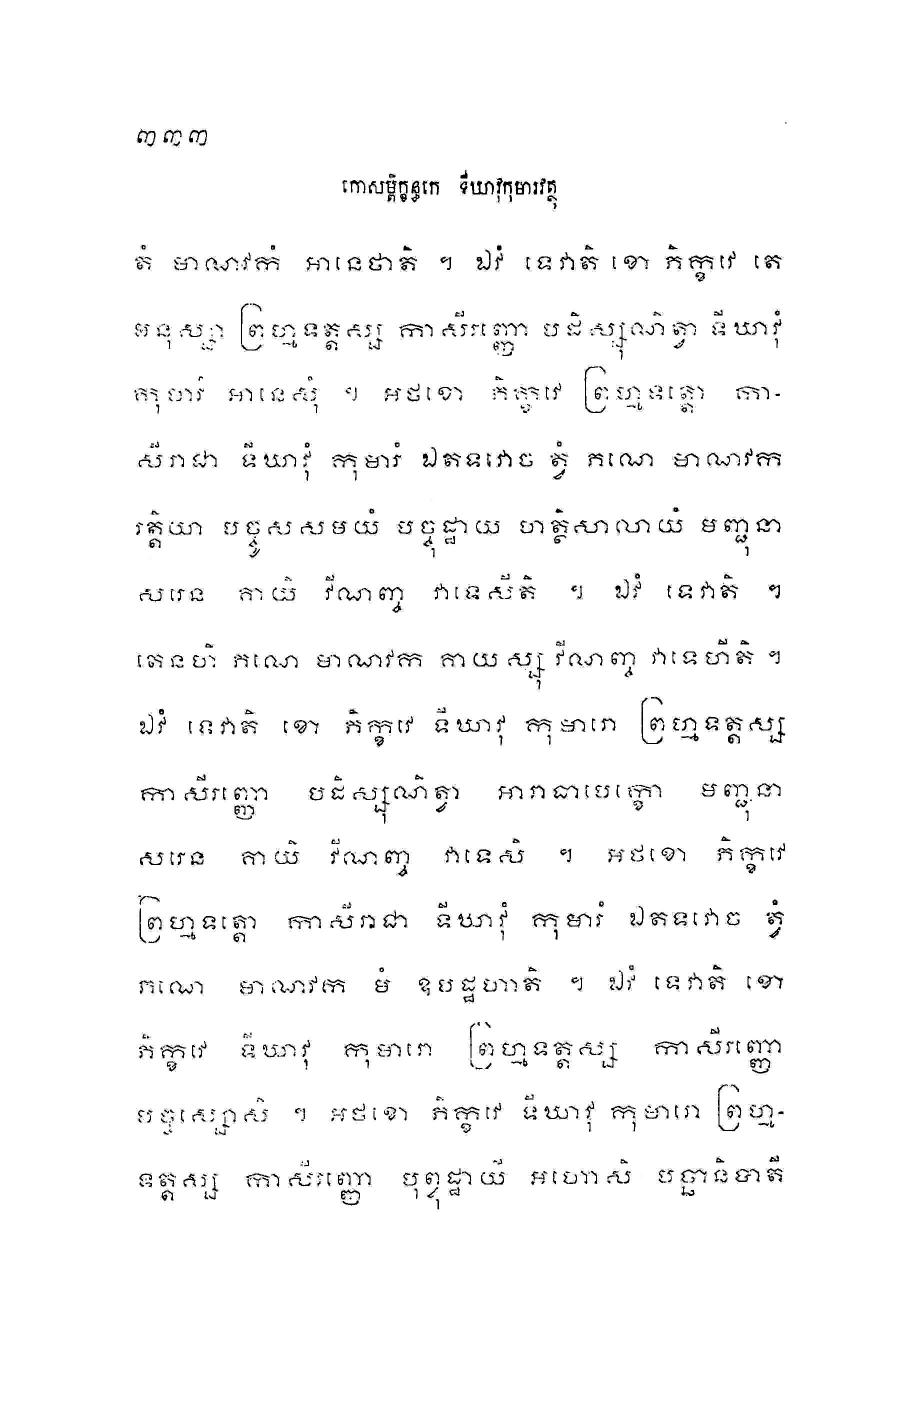 ៣៣៣
កោសម្ពិក្ខន្ធកេ ទីឃាវុកុមារវត្ថុ
តំ មាណវកំ អានេថាតិ ។ ឯវំ ទេវាតិ ខោ ភិក្ខវេ តេ
មនុស្សា ព្រហ្មទត្តស្ស កាសីរញ្ញោ បដិស្សុណិត្វា ទីឃាវុំ
កុមារំ អានេសុំ ។ អថខោ ភិក្ខវេ ព្រហ្មទត្តោ កា-
សីរាជា ទីឃាវុំ កុមារំ ឯតទវោច ត្វំ ភណេ មាណវក
រត្តិយា បច្ចូសសមយំ បច្ចុដ្ឋាយ ហត្ថិសាលាយំ មញ្ជុនា
សរេន គាយិ វីណញ្ច វាទេសីតិ ។ ឯវំ ទេវាតិ ។
តេនហិ ភណេ មាណវក គាយស្សុ វីណញ្ច វាទេហីតិ ។
ឯវំ ទេវាតិ ខោ ភិក្ខវេ ទីឃាវុ កុមារោ ព្រហ្មទត្តស្ស
កាសីរញ្ញោ បដិស្សុណិត្វា អារាធាបេក្ខោ មញ្ជុនា
សរេន គាយិ វីណញ្ច វាទេសិ ។ អថខោ ភិក្ខវេ
ព្រហ្មទត្តោ កាសីរាជា ទីឃាវុំ កុមារំ ឯតទវោច ត្វំ
ភណេ មាណវក មំ ឧបដ្ឋហាតិ ។ ឯវំ ទេវាតិ ខោ
ភិក្ខវេ ទីឃាវុ កុមារោ ព្រហ្មទត្តស្ស កាសីរញ្ញោ
បច្ចស្សោសិ ។ អថខោ ភិក្ខវេ ទីឃាវុ កុមារោ ព្រហ្ម-
ទត្តស្ស កាសីរញ្ញោ បុព្វុដ្ឋាយី អហោសិ បច្ឆានិបាតី